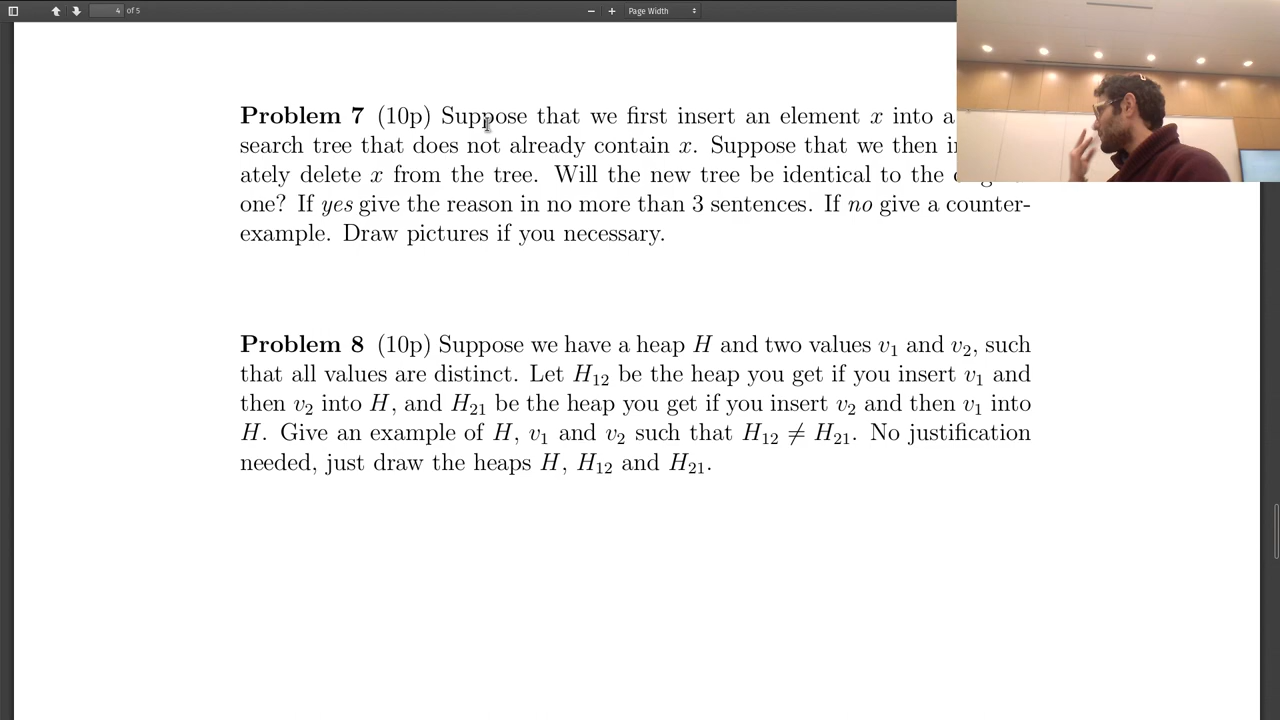 4 of 5
Page Width
Problem 7 (10p) Suppose that we first insert an element x into a
search tree that does not already contain x. Suppose that we then
ately delete x from the tree. Will the new tree be identical to the
one? If yes give the reason in no more than 3 sentences. If no give a counter-
example. Draw pictures if you necessary.
Problem 8 (10p) Suppose we have a heap H and two values v₁ and v₂, such
that all values are distinct. Let H₁₂ be the heap you get if you insert v₁ and
then v₂ into H, and H₂₁ be the heap you get if you insert v₂ and then v₁ into
H. Give an example of H, v₁ and v₂ such that H₁₂ ≠ H₂₁. No justification
needed, just draw the heaps H, H₁₂ and H₂₁.